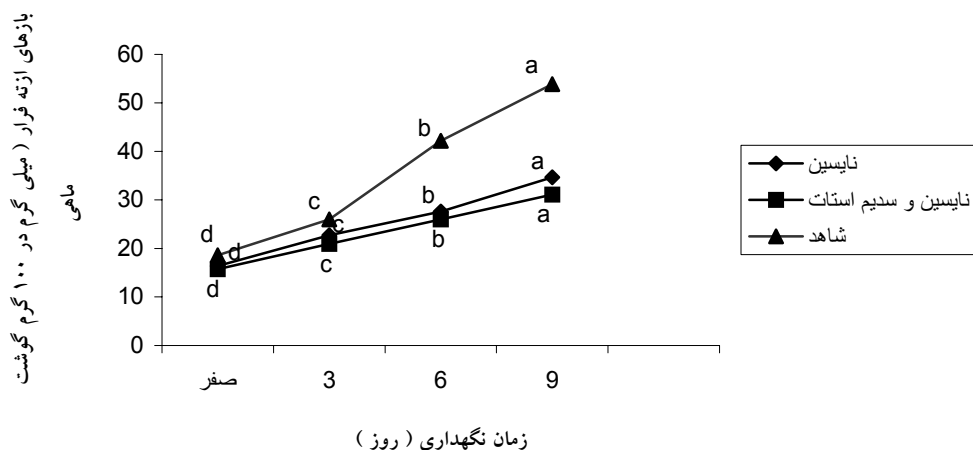 بازهای ازته فرار ( میلی گرم در ۱۰۰ گرم گوشت
ماهی
60
50
40
30
20
10
0
a
b
a
b
c
c
a
b
c
d
d
d
صفر
3
6
9
زمان نگهداری ( روز )
نایسین
نایسین و سدیم استات
شاهد